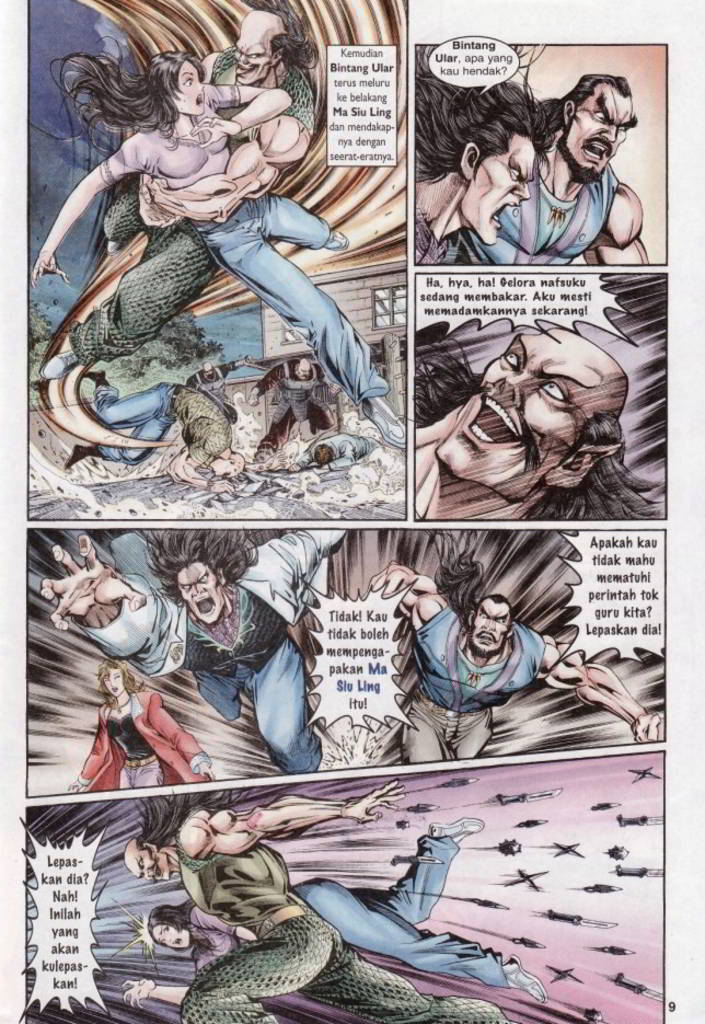 Kemudian
Bintang Ular
terus meluru
ke belakang
Ma Siu Ling
dan mendakap-
nya dengan
seerat-eratnya.
Bintang
Ular, apa yang
kau hendak?
Ha, hya, ha! Gelora nafsuku
sedang membakar. Aku mesti
memadamkannya sekarang!
Tidak! Kau
tidak boleh
mempenga-
pakan Ma
Siu Ling
itu!
Apakah kau
tidak mahu
mematuhi
perintah tok
guru kita?
Lepaskan dia!
Lepas-
kan dia?
Nah!
Inilah
yang
akan
kulepas-
kan!
9